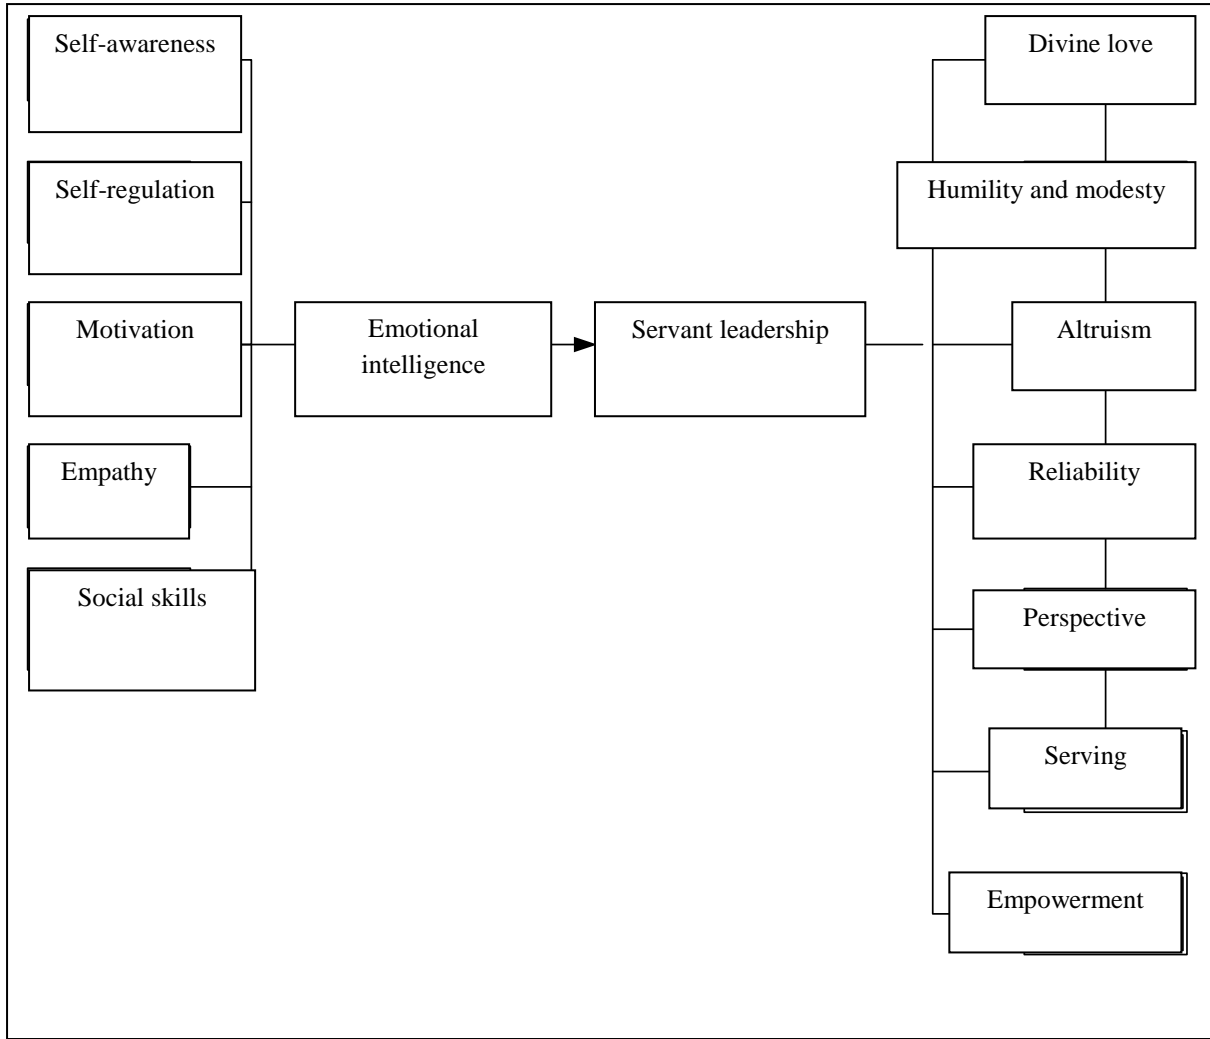 Self-awareness
Self-regulation
Motivation
Empathy
Social skills
Emotional
intelligence
Servant leadership
Divine love
Humility and modesty
Altruism
Reliability
Perspective
Serving
Empowerment